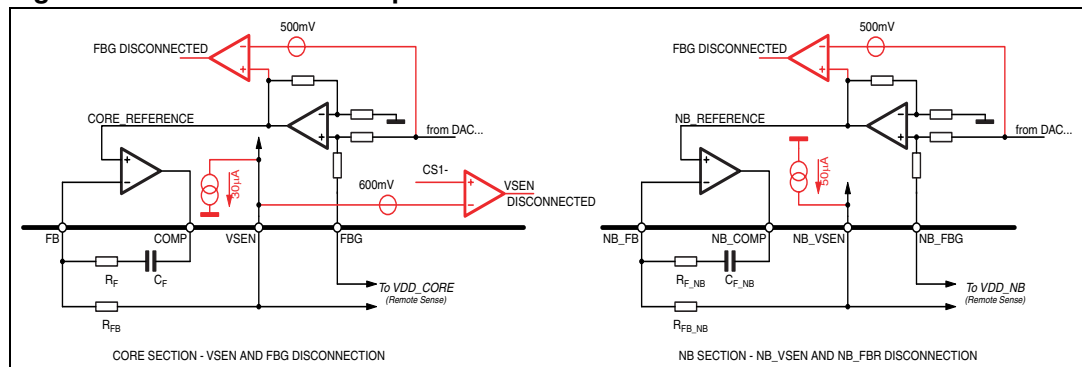 500mV
FBG DISCONNECTED
CORE_REFERENCE
from DAC...
30µA
CS1-
600mV
VSEN
DISCONNECTED
FB
COMP
VSEN
FBG
RF
CF
To VDD_CORE
(Remote Sense)
RFB
CORE SECTION - VSEN AND FBG DISCONNECTION
500mV
FBG DISCONNECTED
NB_REFERENCE
from DAC...
50µA
NB_FB
NB_COMP
NB_VSEN
NB_FBG
RF_NB
CF_NB
To VDD_NB
(Remote Sense)
RFB_NB
NB SECTION - NB_VSEN AND NB_FBR DISCONNECTION